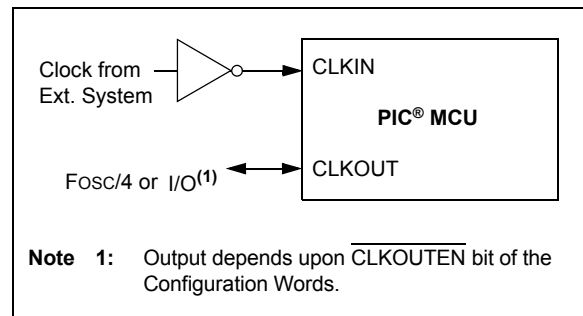 Clock from
Ext. System
CLKIN
PIC® MCU
FOSC/4 or I/O(1)
CLKOUT
Note 1: Output depends upon CLKOUTEN bit of the
Configuration Words.